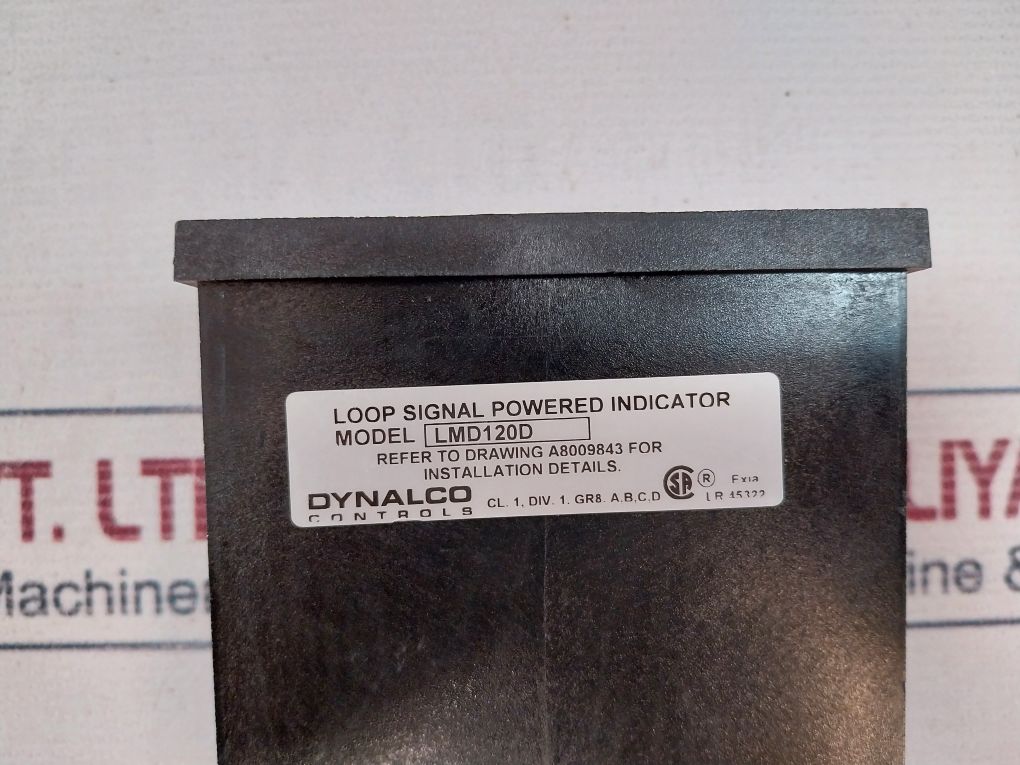 LOOP SIGNAL POWERED INDICATOR
MODEL LMD120D
REFER TO DRAWING A8009843 FOR
INSTALLATION DETAILS.
DYNALCO
CONTROLS
CL. 1, DIV. 1. GR8. A,B,C,D
SA ® Exia
LR 45322
T. LT
Machine
LIYA
ine &